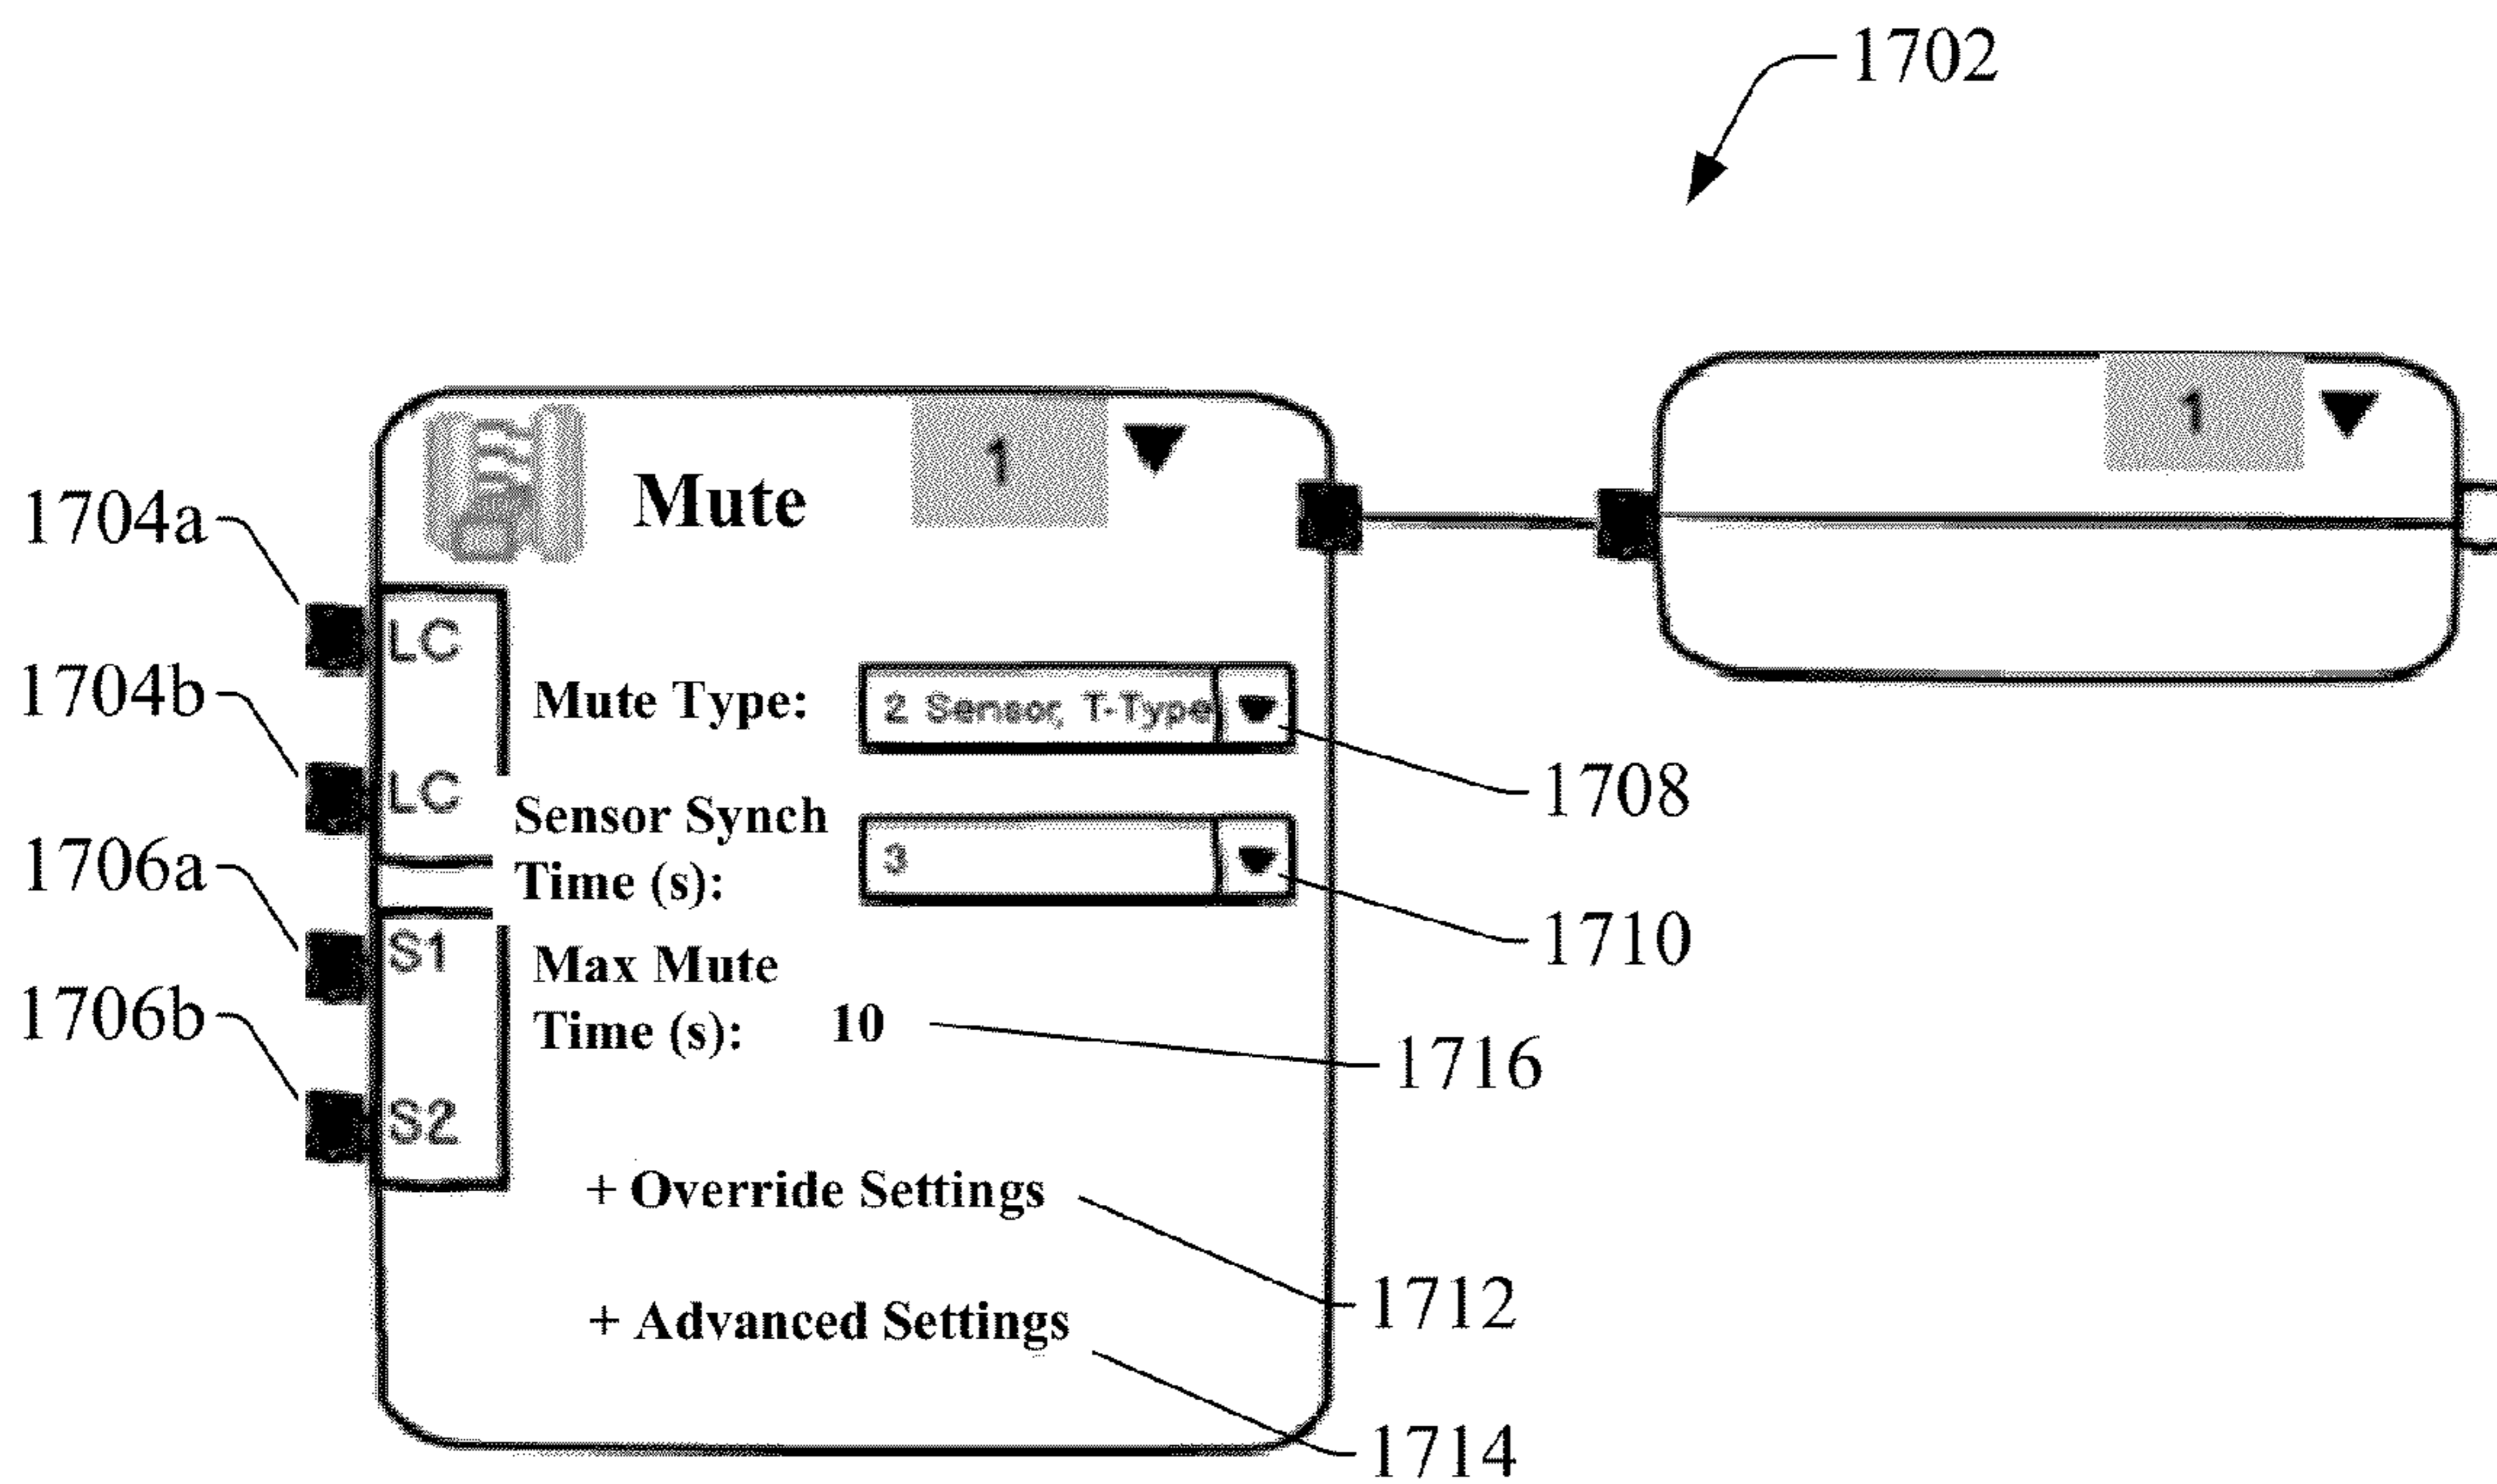 1702
1
1
Mute
1704a
LC
1704b
Mute Type:
2 Sensor, T-Type
1708
LC
Sensor Synch
Time (s):
3
1706a
1710
S1
Max Mute
Time (s):
10
1706b
1716
S2
+ Override Settings
1712
+ Advanced Settings
1714